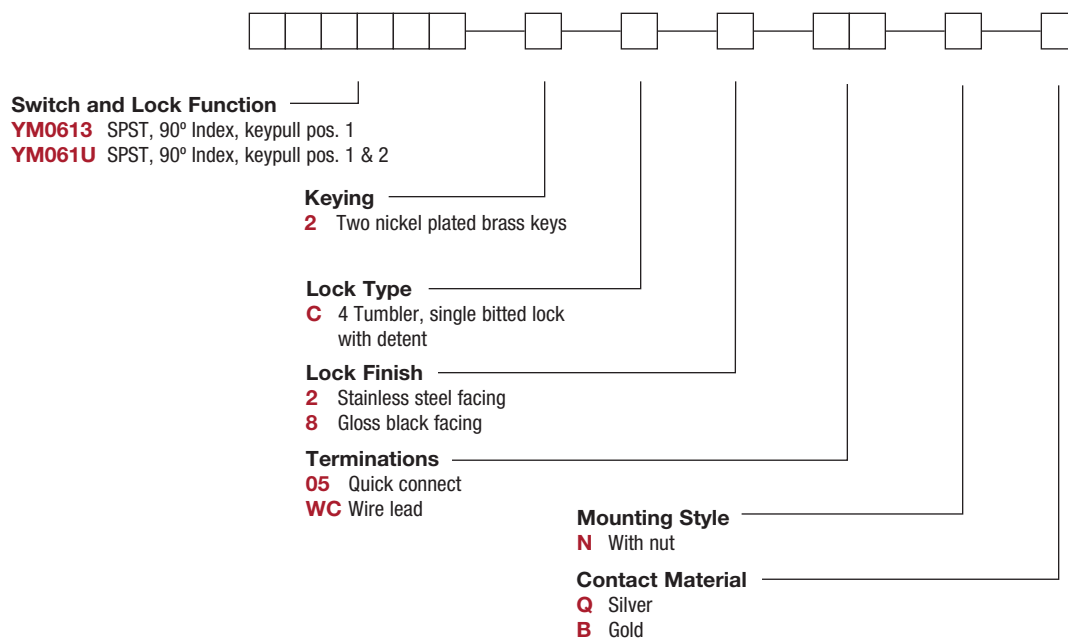 Switch and Lock Function
YM0613 SPST, 90º Index, keypull pos. 1
YM061U SPST, 90º Index, keypull pos. 1 & 2
Keying
2 Two nickel plated brass keys
Lock Type
C 4 Tumbler, single bitted lock
with detent
Lock Finish
2 Stainless steel facing
8 Gloss black facing
Terminations
05 Quick connect
WC Wire lead
Mounting Style
N With nut
Contact Material
Q Silver
B Gold